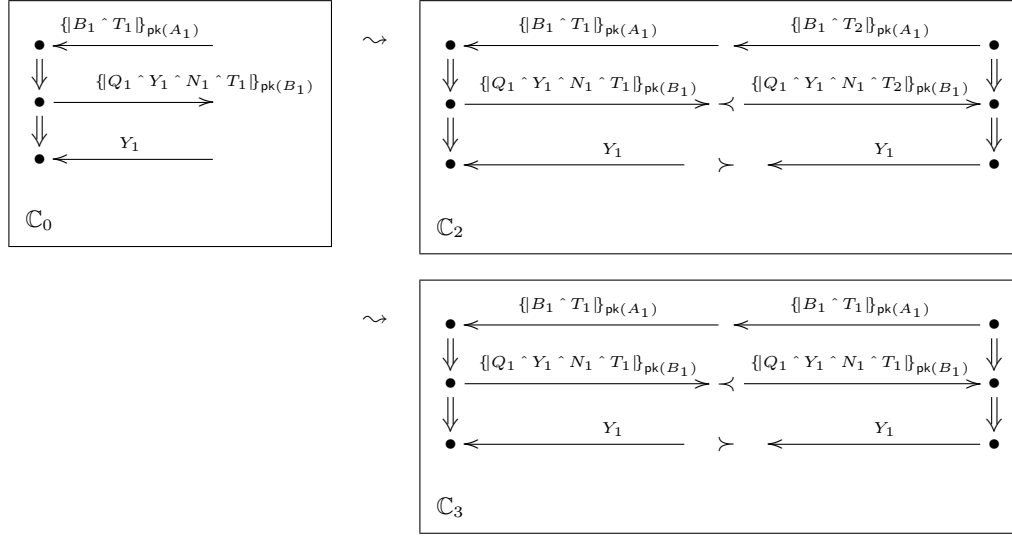 {|B₁ ˆ T₁|}pk(A₁) ⇝ {|B₁ ˆ T₁|}pk(A₁) {|B₁ ˆ T₂|}pk(A₁)
{|Q₁ ˆ Y₁ ˆ N₁ ˆ T₁|}pk(B₁) {|Q₁ ˆ Y₁ ˆ N₁ ˆ T₁|}pk(B₁) ≺ {|Q₁ ˆ Y₁ ˆ N₁ ˆ T₂|}pk(B₁)
Y₁ Y₁ ≻ Y₁
ℂ₀ ℂ₂
⇝ {|B₁ ˆ T₁|}pk(A₁) {|B₁ ˆ T₁|}pk(A₁)
{|Q₁ ˆ Y₁ ˆ N₁ ˆ T₁|}pk(B₁) ≺ {|Q₁ ˆ Y₁ ˆ N₁ ˆ T₁|}pk(B₁)
Y₁ ≻ Y₁
ℂ₃